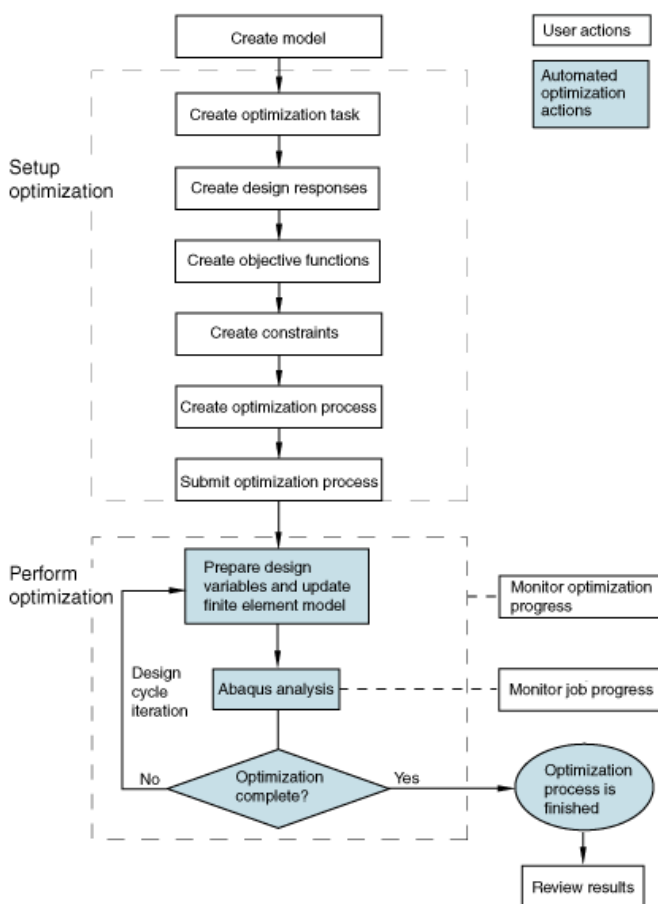 Create model
User actions
Automated
optimization
actions
Setup
optimization
Create optimization task
Create design responses
Create objective functions
Create constraints
Create optimization process
Submit optimization process
Perform
optimization
Prepare design
variables and update
finite element model
Monitor optimization
progress
Design
cycle
iteration
Abaqus analysis
Monitor job progress
No
Optimization
complete?
Yes
Optimization
process is
finished
Review results